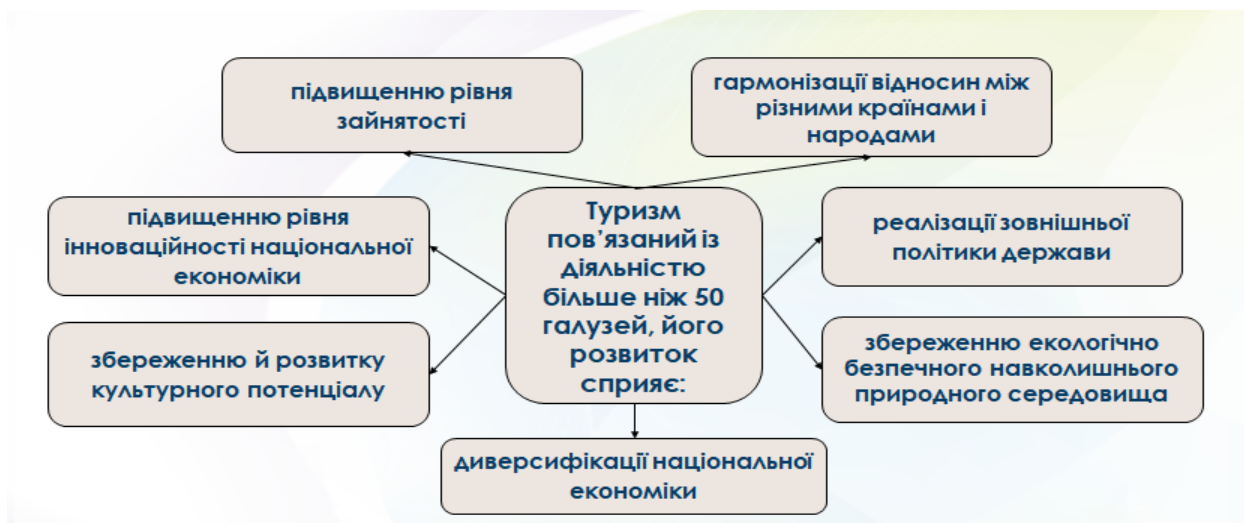 підвищенню рівня
зайнятості
гармонізації відносин між
різними країнами і
народами
підвищенню рівня
інноваційності національної
економіки
Туризм
пов’язаний із
діяльністю
більше ніж 50
галузей, його
розвиток
сприяє:
реалізації зовнішньої
політики держави
збереженню й розвитку
культурного потенціалу
збереженню екологічно
безпечного навколишнього
природного середовища
диверсифікації національної
економіки